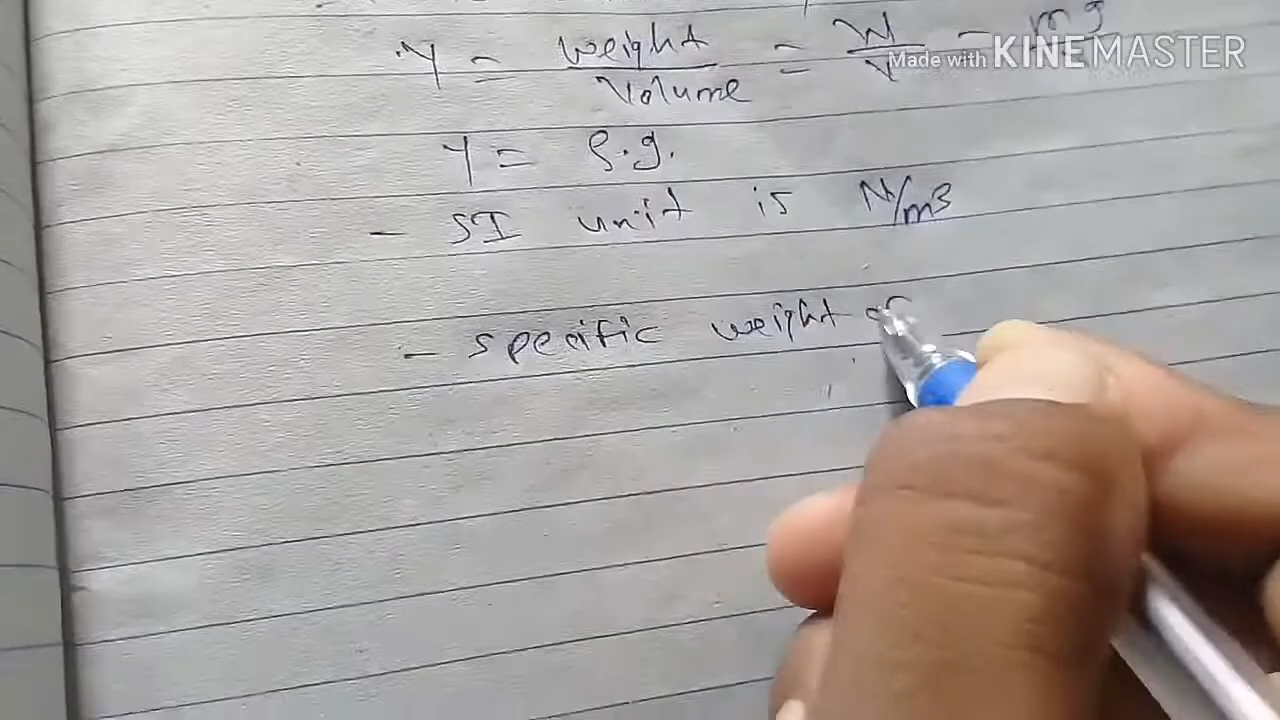 γ = weight / Volume = W / V = mg
Made with KINEMASTER
γ = ρ.g.
- SI unit is N/m3
- specific weight of